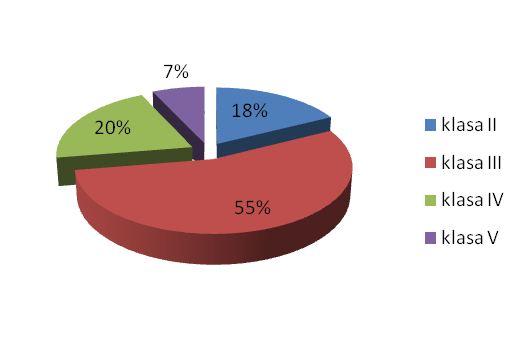 7%
18%
20%
55%
klasa II
klasa III
klasa IV
klasa V